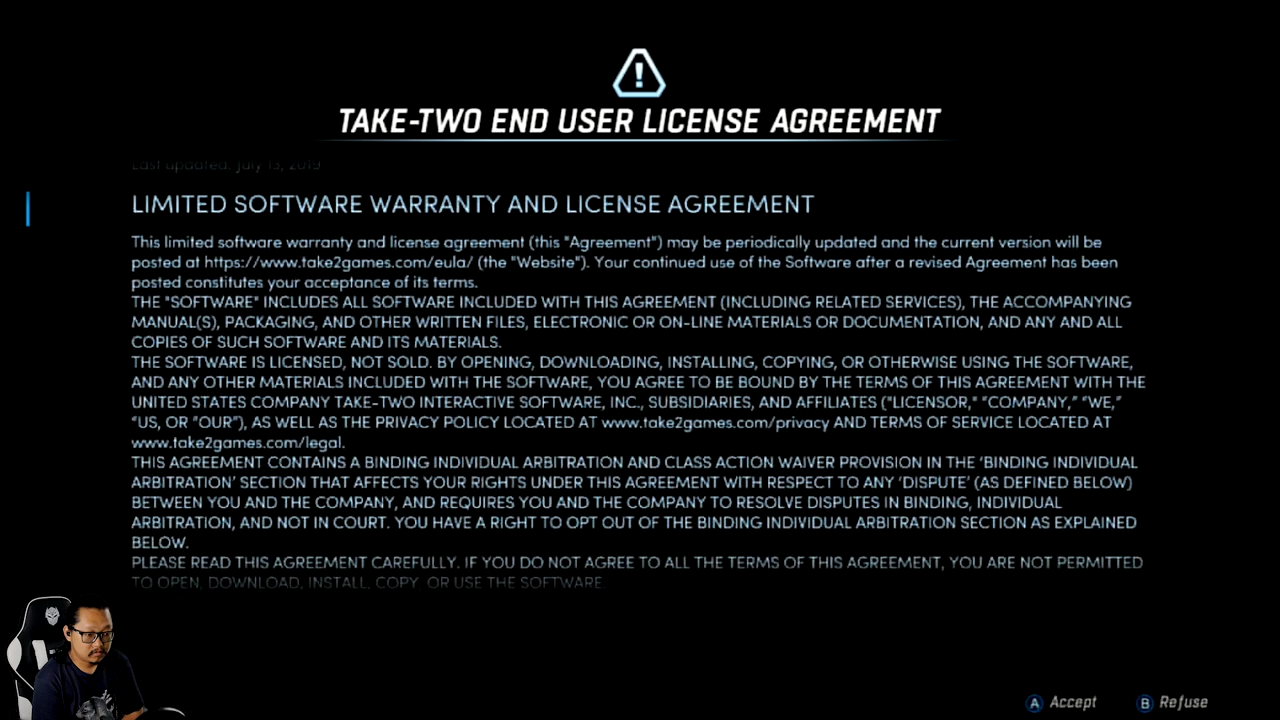 TAKE-TWO END USER LICENSE AGREEMENT
Last updated: July 13, 2019
LIMITED SOFTWARE WARRANTY AND LICENSE AGREEMENT
This limited software warranty and license agreement (this "Agreement") may be periodically updated and the current version will be
posted at https://www.take2games.com/eula/ (the "Website"). Your continued use of the Software after a revised Agreement has been
posted constitutes your acceptance of its terms.
THE "SOFTWARE" INCLUDES ALL SOFTWARE INCLUDED WITH THIS AGREEMENT (INCLUDING RELATED SERVICES), THE ACCOMPANYING
MANUAL(S), PACKAGING, AND OTHER WRITTEN FILES, ELECTRONIC OR ON-LINE MATERIALS OR DOCUMENTATION, AND ANY AND ALL
COPIES OF SUCH SOFTWARE AND ITS MATERIALS.
THE SOFTWARE IS LICENSED, NOT SOLD. BY OPENING, DOWNLOADING, INSTALLING, COPYING, OR OTHERWISE USING THE SOFTWARE,
AND ANY OTHER MATERIALS INCLUDED WITH THE SOFTWARE, YOU AGREE TO BE BOUND BY THE TERMS OF THIS AGREEMENT WITH THE
UNITED STATES COMPANY TAKE-TWO INTERACTIVE SOFTWARE, INC., SUBSIDIARIES, AND AFFILIATES ("LICENSOR," "COMPANY," "WE,"
"US, OR "OUR"), AS WELL AS THE PRIVACY POLICY LOCATED AT www.take2games.com/privacy AND TERMS OF SERVICE LOCATED AT
www.take2games.com/legal.
THIS AGREEMENT CONTAINS A BINDING INDIVIDUAL ARBITRATION AND CLASS ACTION WAIVER PROVISION IN THE 'BINDING INDIVIDUAL
ARBITRATION' SECTION THAT AFFECTS YOUR RIGHTS UNDER THIS AGREEMENT WITH RESPECT TO ANY 'DISPUTE' (AS DEFINED BELOW)
BETWEEN YOU AND THE COMPANY, AND REQUIRES YOU AND THE COMPANY TO RESOLVE DISPUTES IN BINDING, INDIVIDUAL
ARBITRATION, AND NOT IN COURT. YOU HAVE A RIGHT TO OPT OUT OF THE BINDING INDIVIDUAL ARBITRATION SECTION AS EXPLAINED
BELOW.
PLEASE READ THIS AGREEMENT CAREFULLY. IF YOU DO NOT AGREE TO ALL THE TERMS OF THIS AGREEMENT, YOU ARE NOT PERMITTED
TO OPEN, DOWNLOAD, INSTALL, COPY, OR USE THE SOFTWARE.
A Accept B Refuse